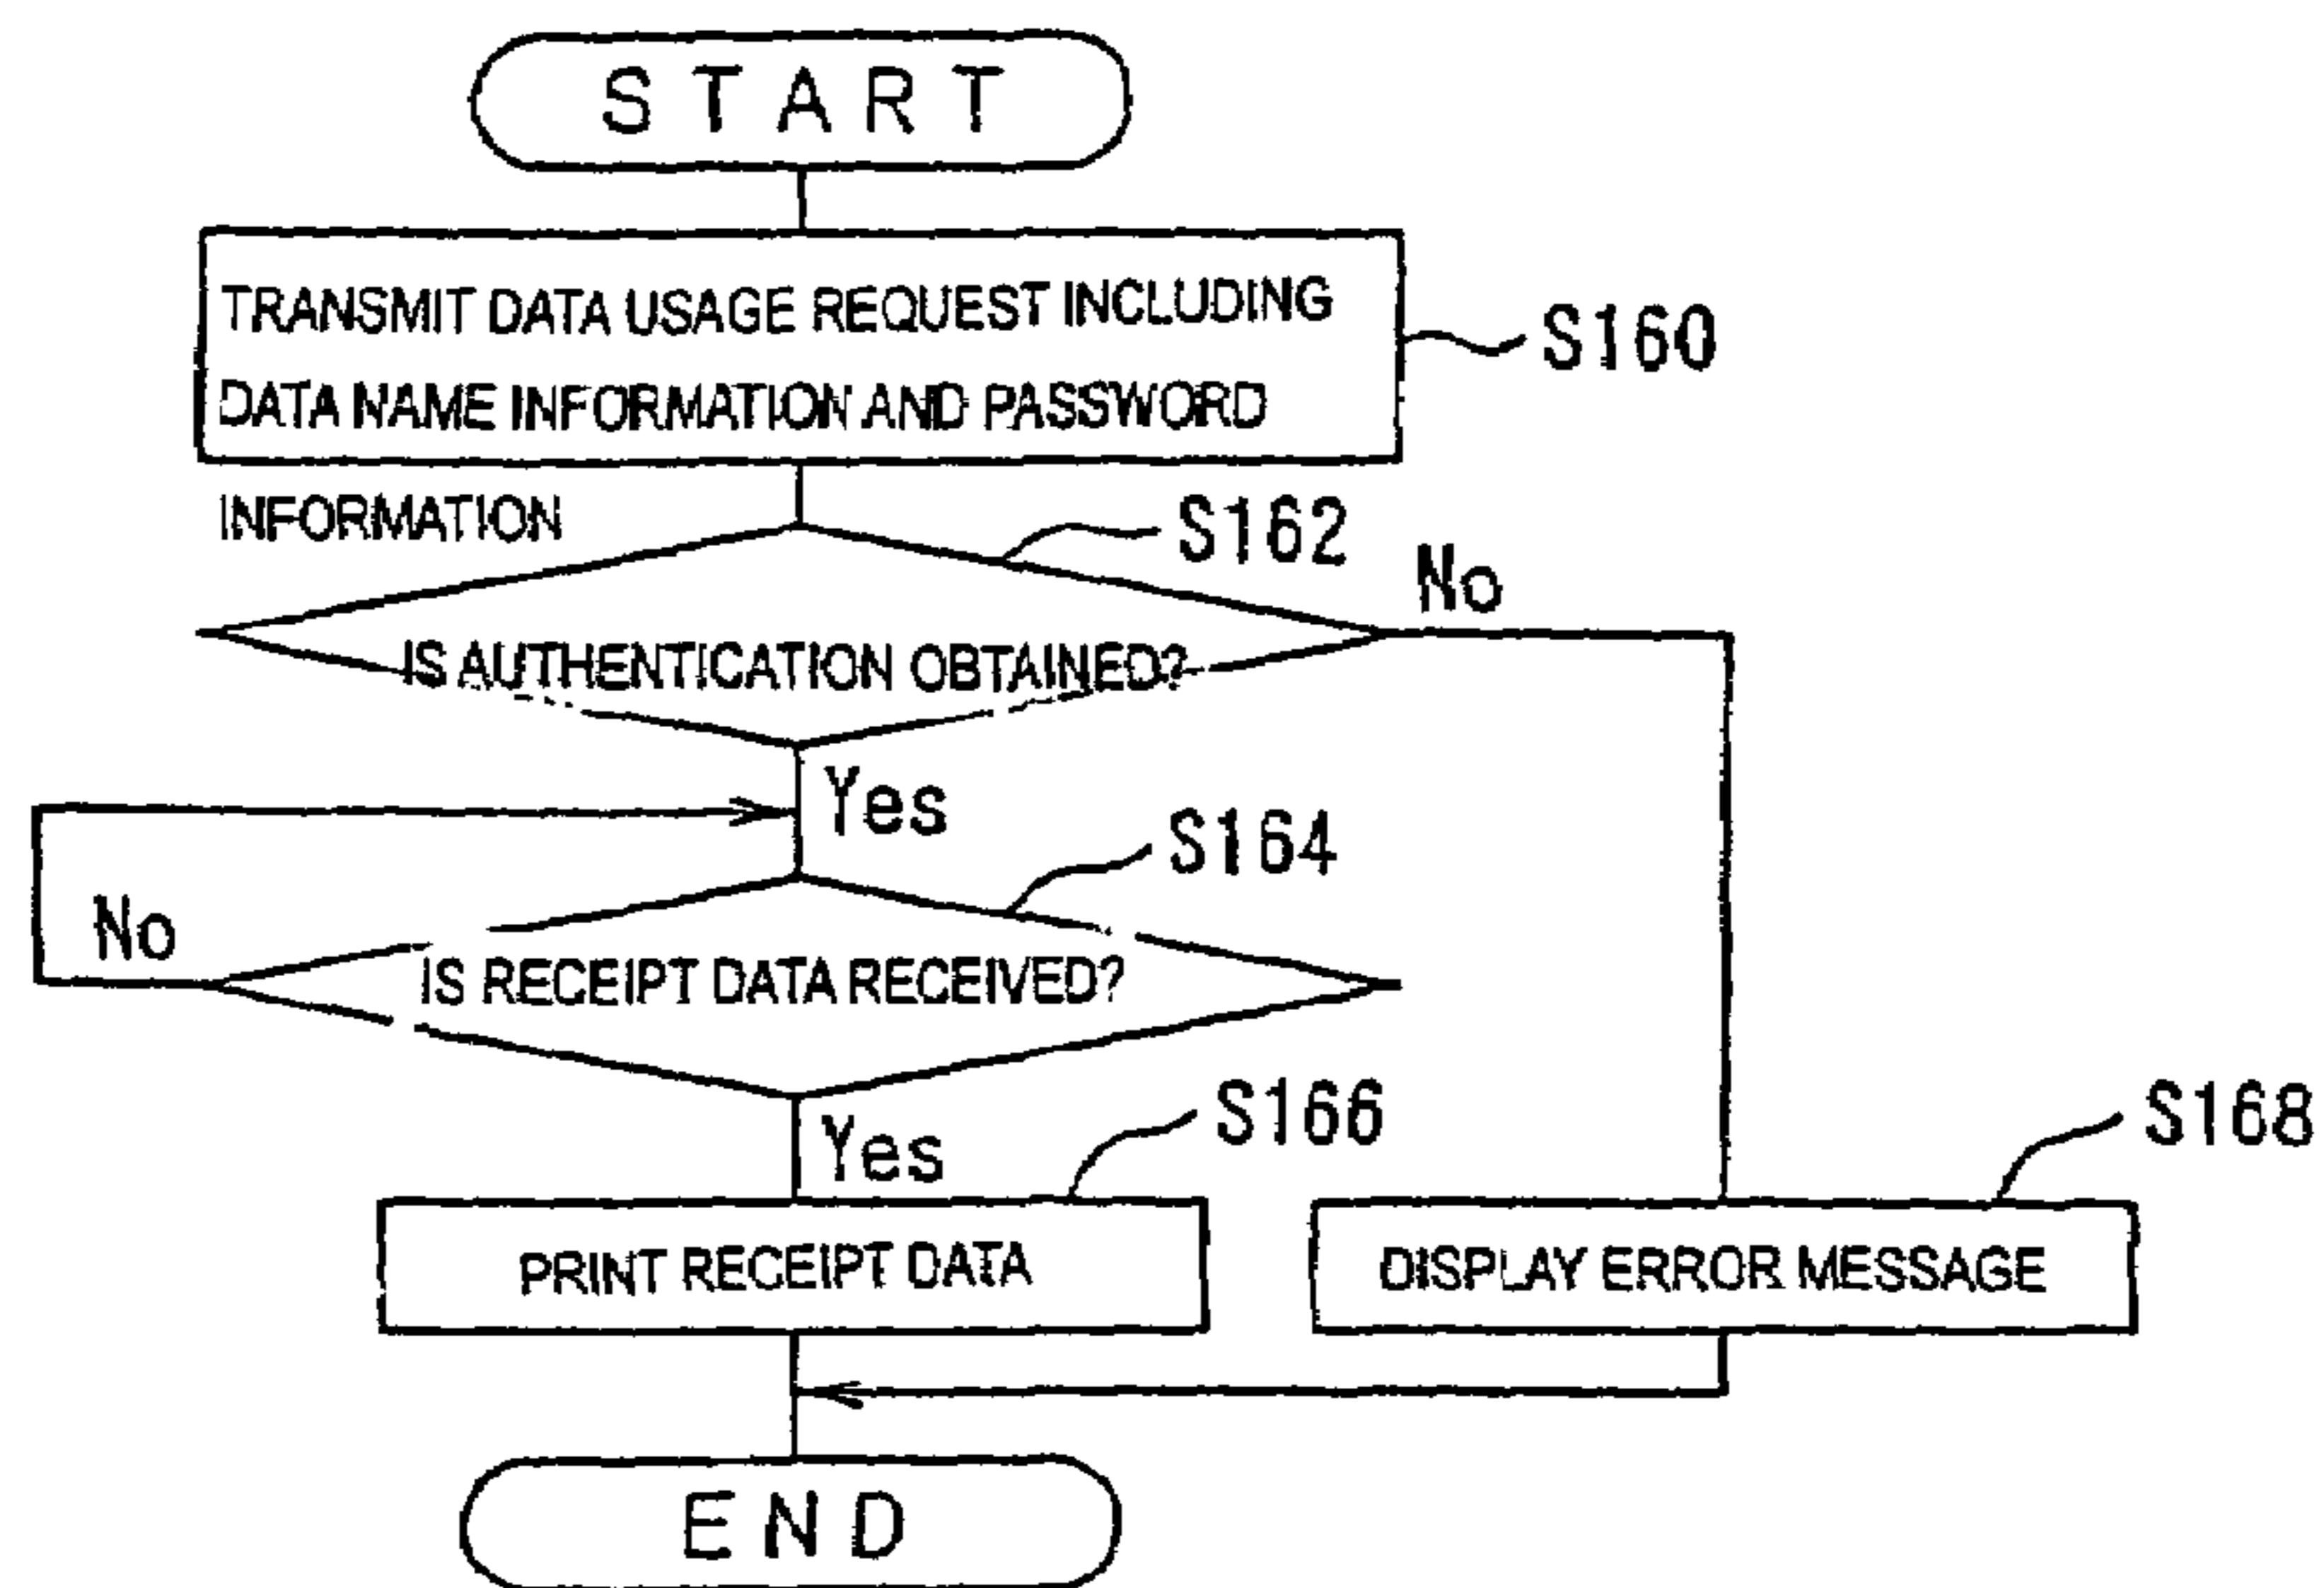 START
TRANSMIT DATA USAGE REQUEST INCLUDING
DATA NAME INFORMATION AND PASSWORD
INFORMATION
S160
S162
No
IS AUTHENTICATION OBTAINED?
Yes
S164
No
IS RECEIPT DATA RECEIVED?
Yes
S166
S168
PRINT RECEIPT DATA
DISPLAY ERROR MESSAGE
END